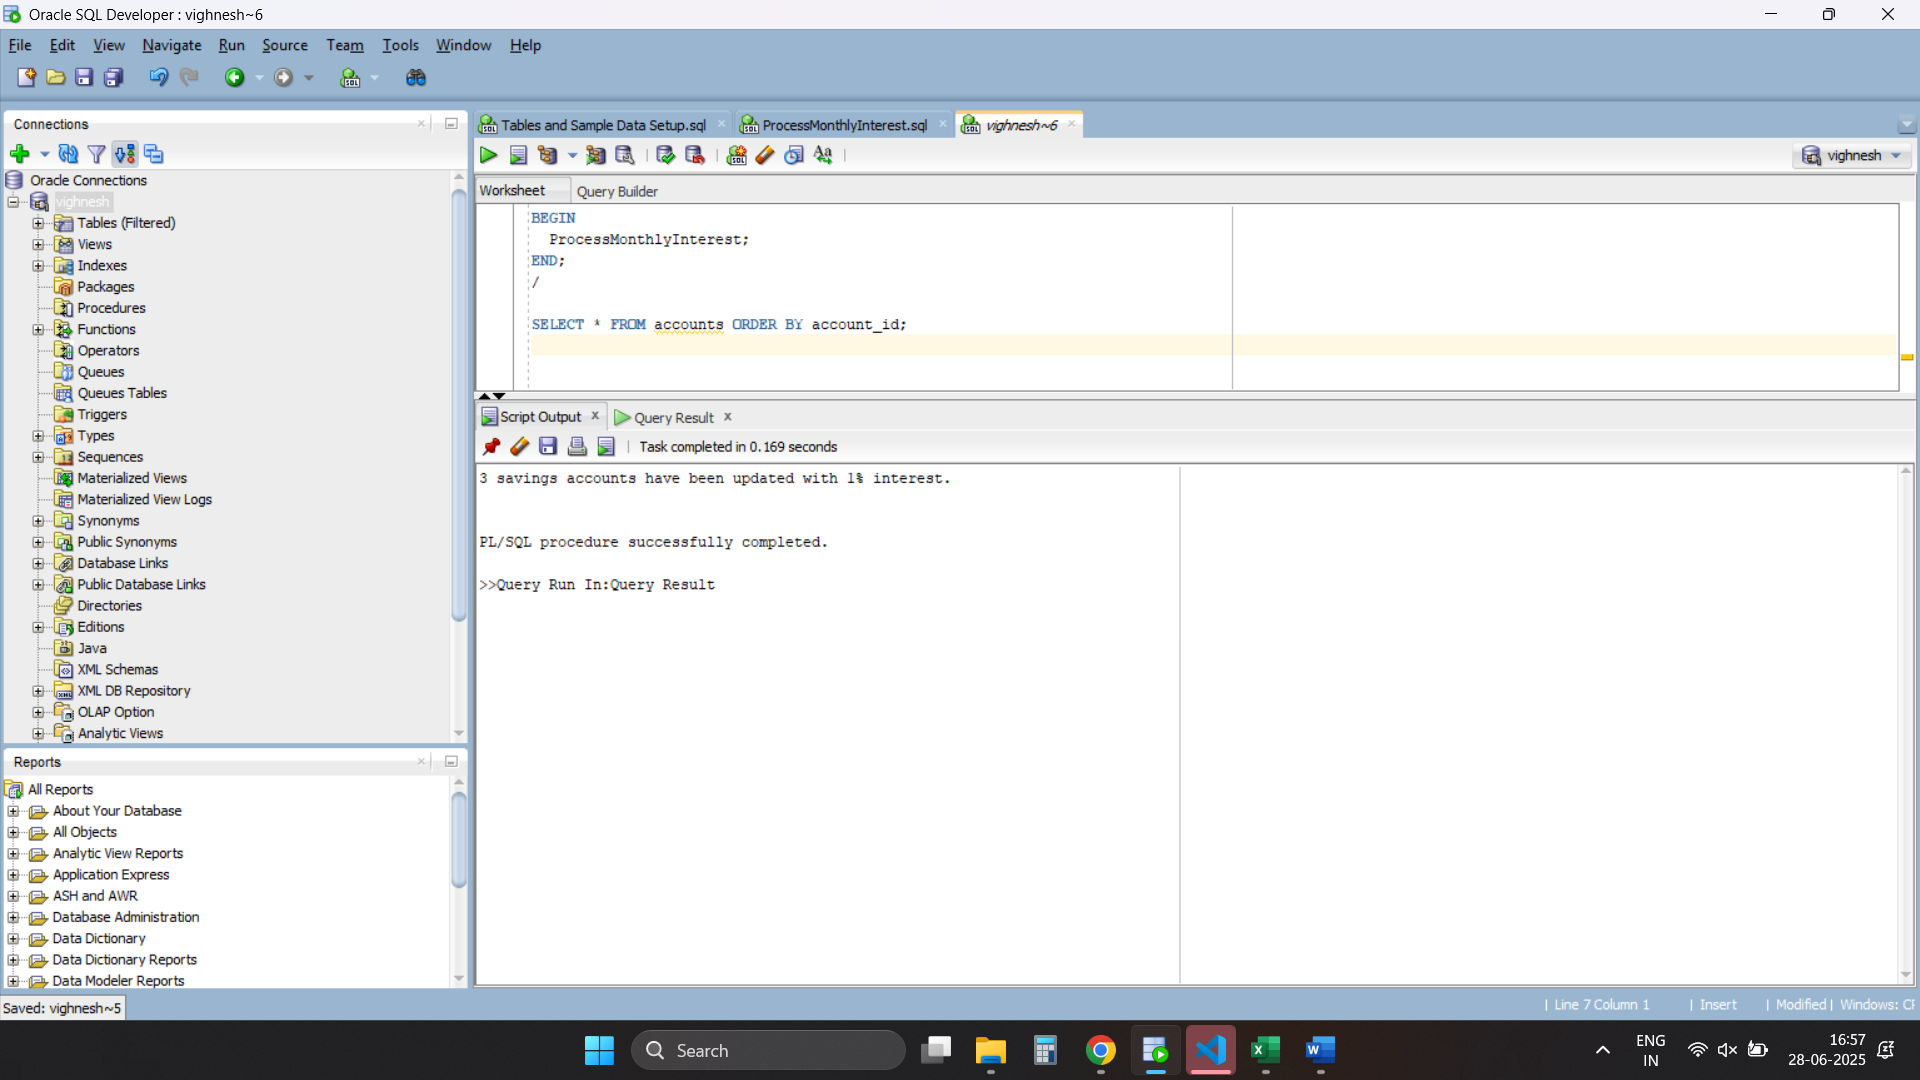 Oracle SQL Developer : vighnesh~6
File Edit View Navigate Run Source Team Tools Window Help
Connections
Oracle Connections
vighnesh
Tables (Filtered)
Views
Indexes
Packages
Procedures
Functions
Operators
Queues
Queues Tables
Triggers
Types
Sequences
Materialized Views
Materialized View Logs
Synonyms
Public Synonyms
Database Links
Public Database Links
Directories
Editions
Java
XML Schemas
XML DB Repository
OLAP Option
Analytic Views
Reports
All Reports
About Your Database
All Objects
Analytic View Reports
Application Express
ASH and AWR
Database Administration
Data Dictionary
Data Dictionary Reports
Data Modeler Reports
Saved: vighnesh~5
Tables and Sample Data Setup.sql ProcessMonthlyInterest.sql vighnesh~6
vighnesh
Worksheet Query Builder
BEGIN
ProcessMonthlyInterest;
END;
/
SELECT * FROM accounts ORDER BY account_id;
Script Output Query Result
Task completed in 0.169 seconds
3 savings accounts have been updated with 1% interest.
PL/SQL procedure successfully completed.
>>Query Run In:Query Result
Line 7 Column 1 | Insert | Modified | Windows:
Search
ENG
IN
16:57
28-06-2025